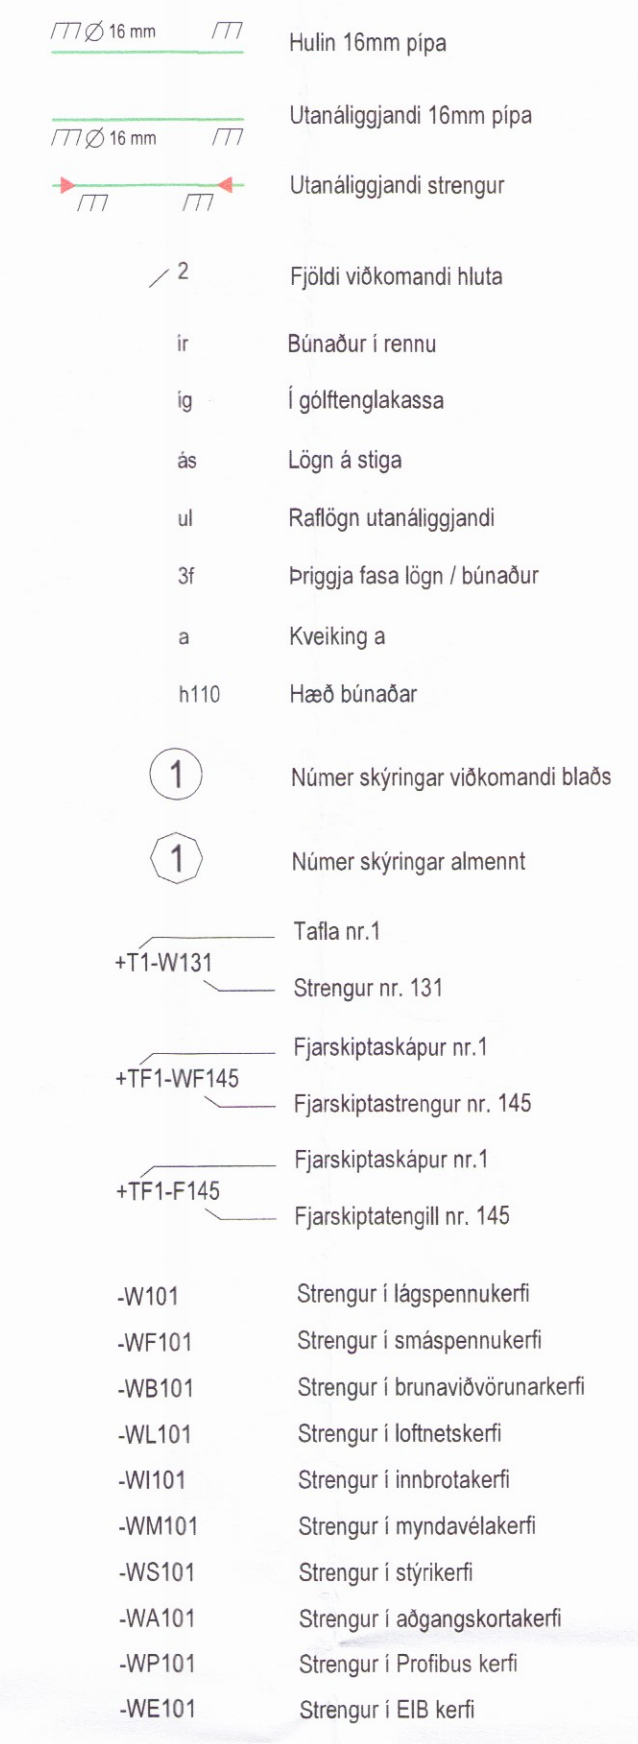 Ø 16 mm Hulin 16mm pípa
Utanáliggjandi 16mm pípa
Ø 16 mm
Utanáliggjandi strengur
2 Fjöldi viðkomandi hluta
ir Búnaður í rennu
ig Í gólftenglakassa
ás Lögn á stiga
ul Raflögn utanáliggjandi
3f Þriggja fasa lögn / búnaður
a Kveiking a
h110 Hæð búnaðar
1 Númer skýringar viðkomandi blaðs
1 Númer skýringar almennt
Tafla nr.1
+T1-W131
Strengur nr. 131
Fjarskiptaskápur nr.1
+TF1-WF145
Fjarskiptastrengur nr. 145
Fjarskiptaskápur nr.1
+TF1-F145
Fjarskiptatengill nr. 145
-W101 Strengur í lágspennukerfi
-WF101 Strengur í smáspennukerfi
-WB101 Strengur í brunaviðvörunarkerfi
-WL101 Strengur í loftnetskerfi
-WI101 Strengur í innbrotakerfi
-WM101 Strengur í myndavélakerfi
-WS101 Strengur í stýrikerfi
-WA101 Strengur í aðgangskortakerfi
-WP101 Strengur í Profibus kerfi
-WE101 Strengur í EIB kerfi